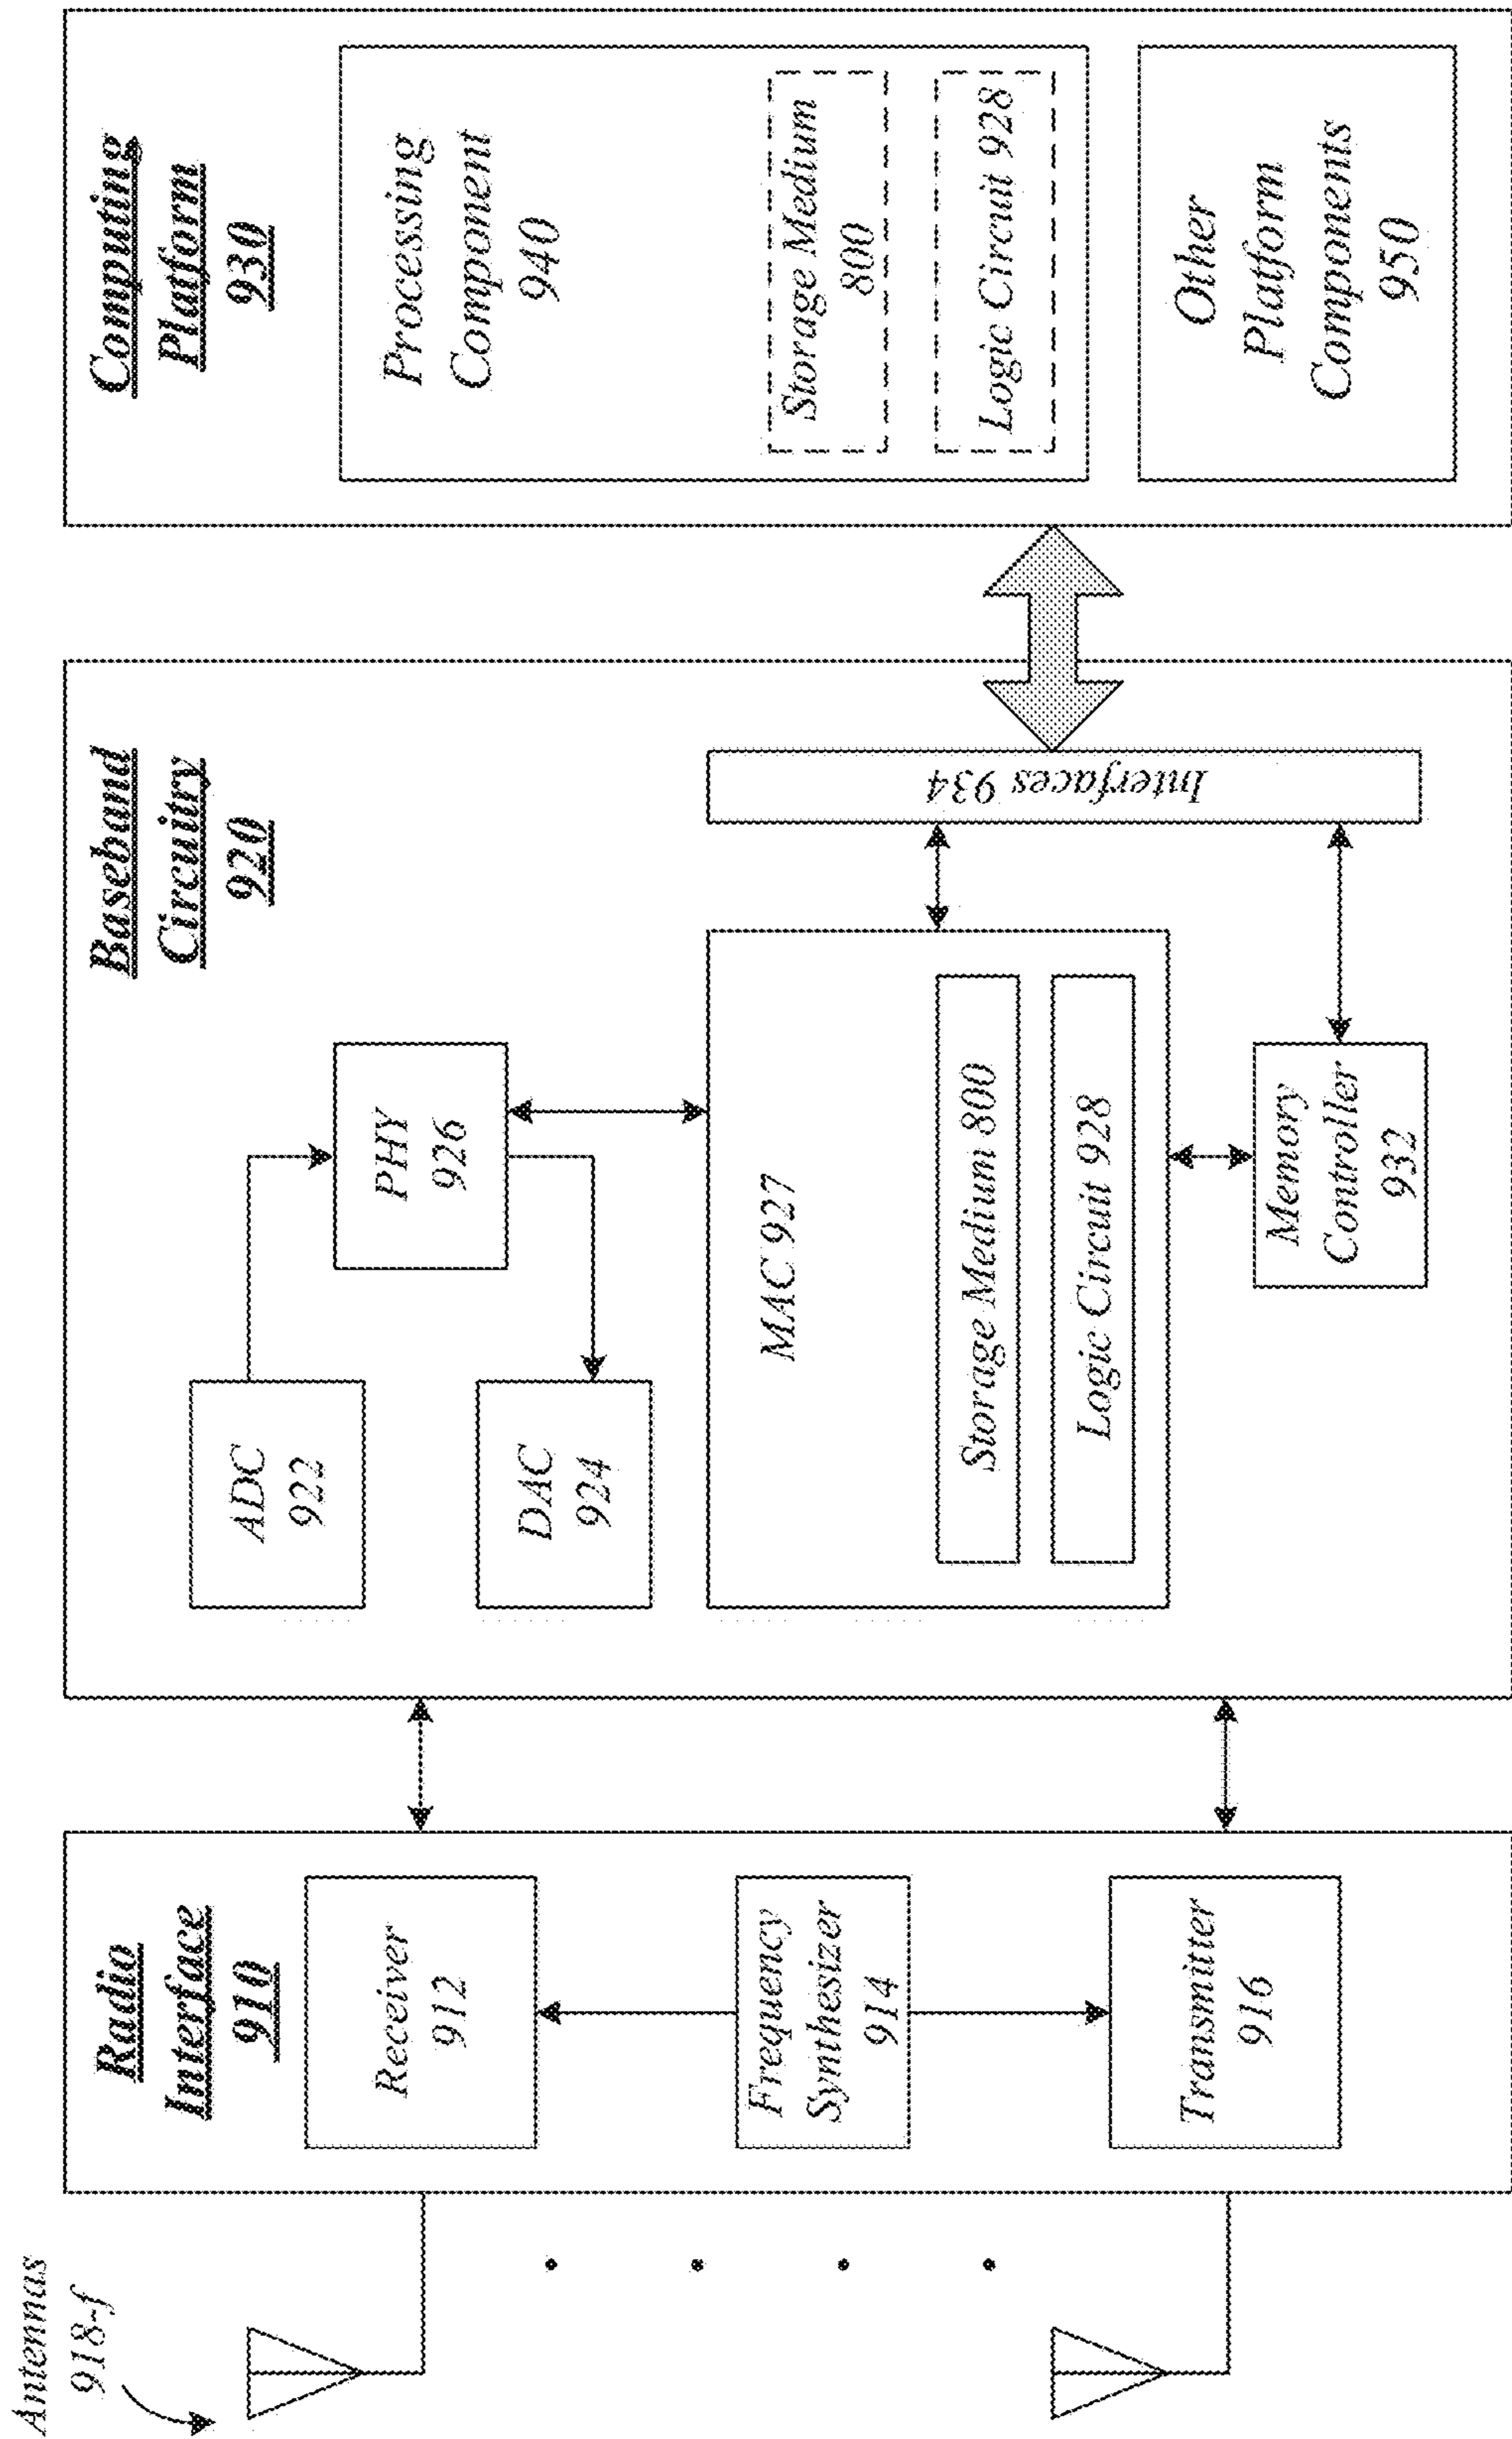 Antennas
918-f
Radio
Interface
910
Receiver
912
Frequency
Synthesizer
914
Transmitter
916
Baseband
Circuitry
920
ADC
922
PHY
926
DAC
924
MAC 927
Storage Medium 800
Logic Circuit 928
Memory
Controller
932
Interfaces 934
Computing
Platform
930
Processing
Component
940
Storage Medium
800
Logic Circuit 928
Other
Platform
Components
950